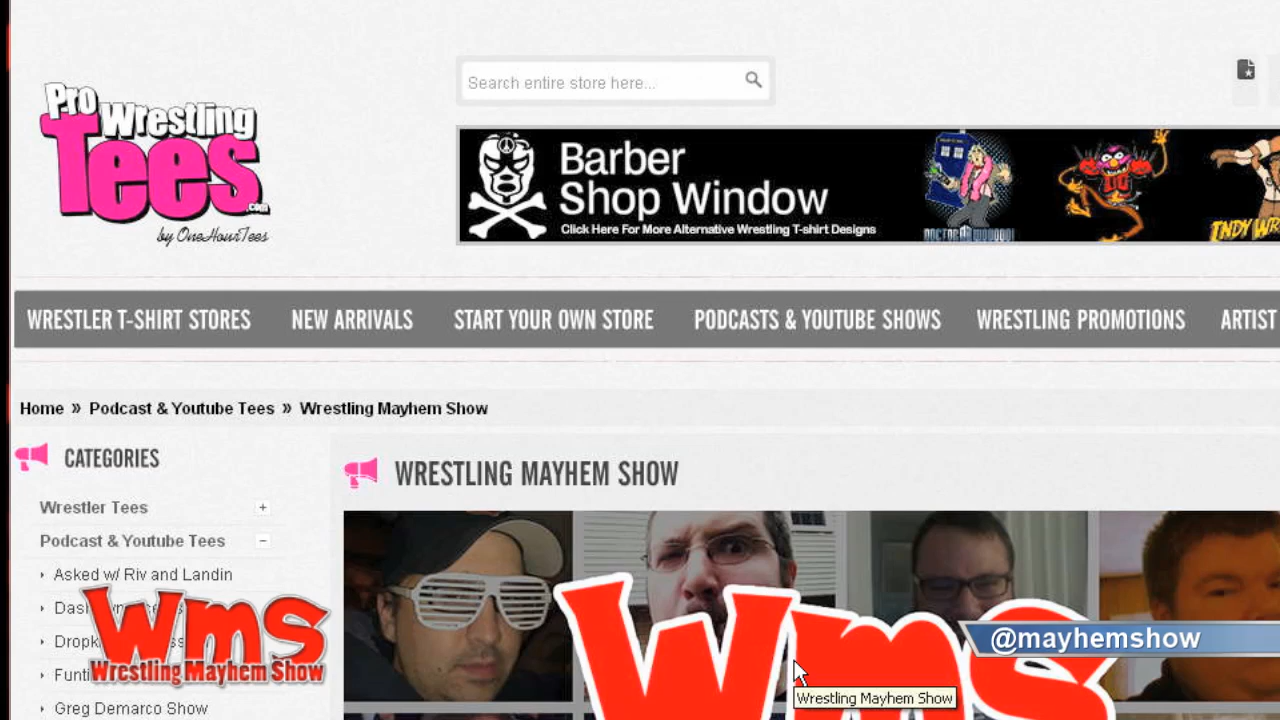 Search entire store here...
Pro
Wrestling
Tees
.com
by OneHourTees
Barber
Shop Window
Click Here For More Alternative Wrestling T-shirt Designs
WRESTLER T-SHIRT STORES
NEW ARRIVALS
START YOUR OWN STORE
PODCASTS & YOUTUBE SHOWS
WRESTLING PROMOTIONS
ARTIST
Home » Podcast & Youtube Tees » Wrestling Mayhem Show
CATEGORIES
WRESTLING MAYHEM SHOW
Wrestler Tees +
Podcast & Youtube Tees −
Asked w/ Riv and Landin
Greg Demarco Show
wms
Wrestling Mayhem Show
wms
@mayhemshow
Wrestling Mayhem Show